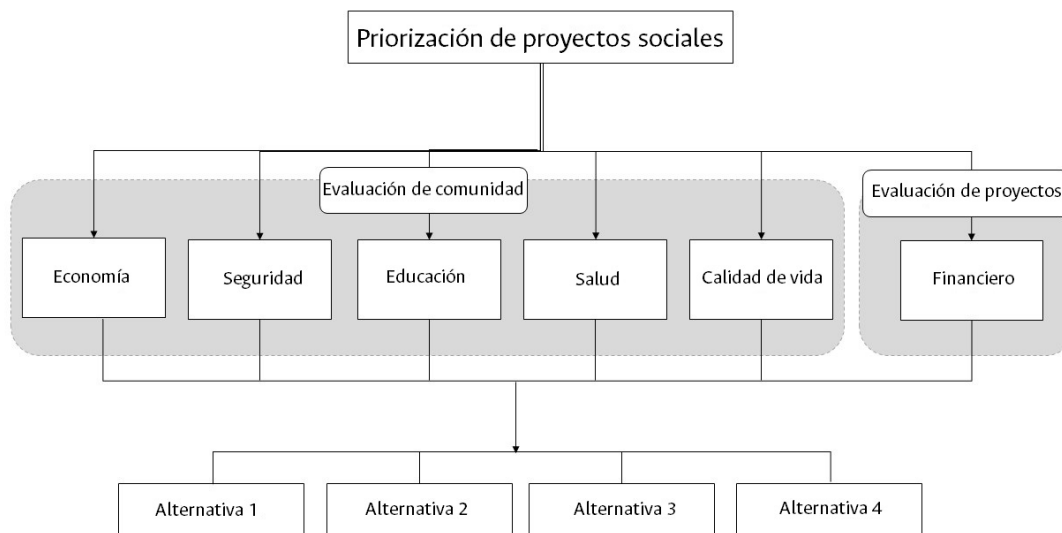 Priorización de proyectos sociales
Evaluación de comunidad
Evaluación de proyectos
Economía
Seguridad
Educación
Salud
Calidad de vida
Financiero
Alternativa 1
Alternativa 2
Alternativa 3
Alternativa 4